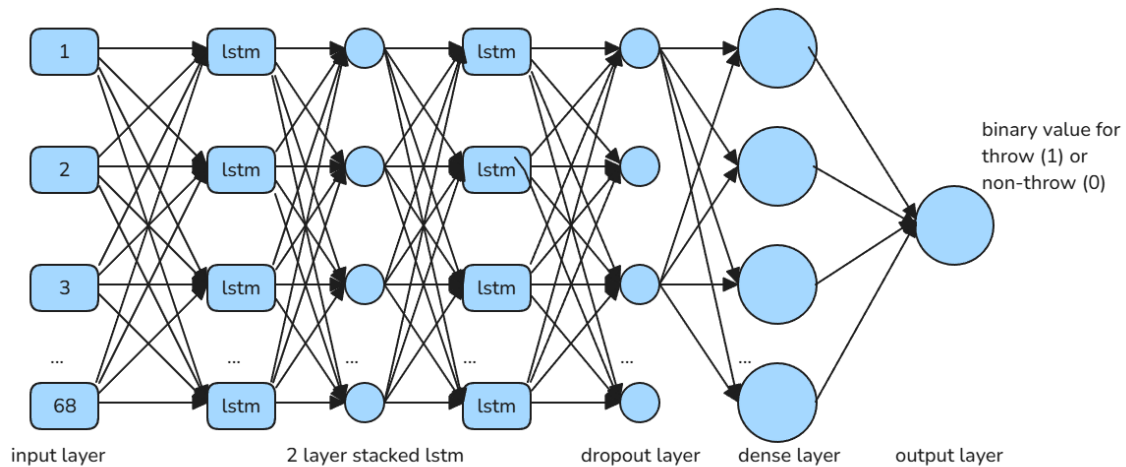 1
lstm
lstm
2
lstm
lstm
3
lstm
lstm
...
...
...
...
...
...
68
lstm
lstm
binary value for
throw (1) or
non-throw (0)
input layer
2 layer stacked lstm
dropout layer
dense layer
output layer